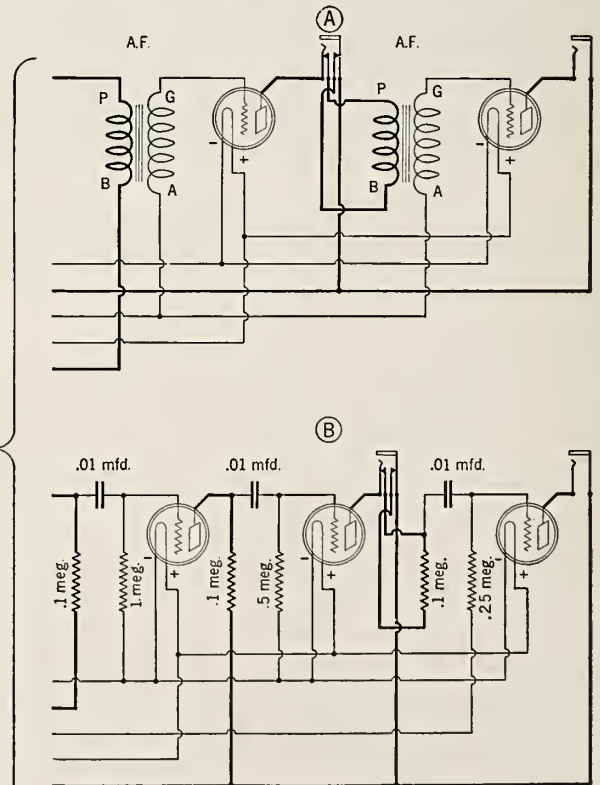 A
A.F.
A.F.
P
G
B
A
-
+
P
G
B
A
-
+
B
.01 mfd.
.01 mfd.
.01 mfd.
.1 meg.
1. meg.
-
+
.1 meg.
.5 meg.
-
+
.1 meg.
.25 meg.
-
+